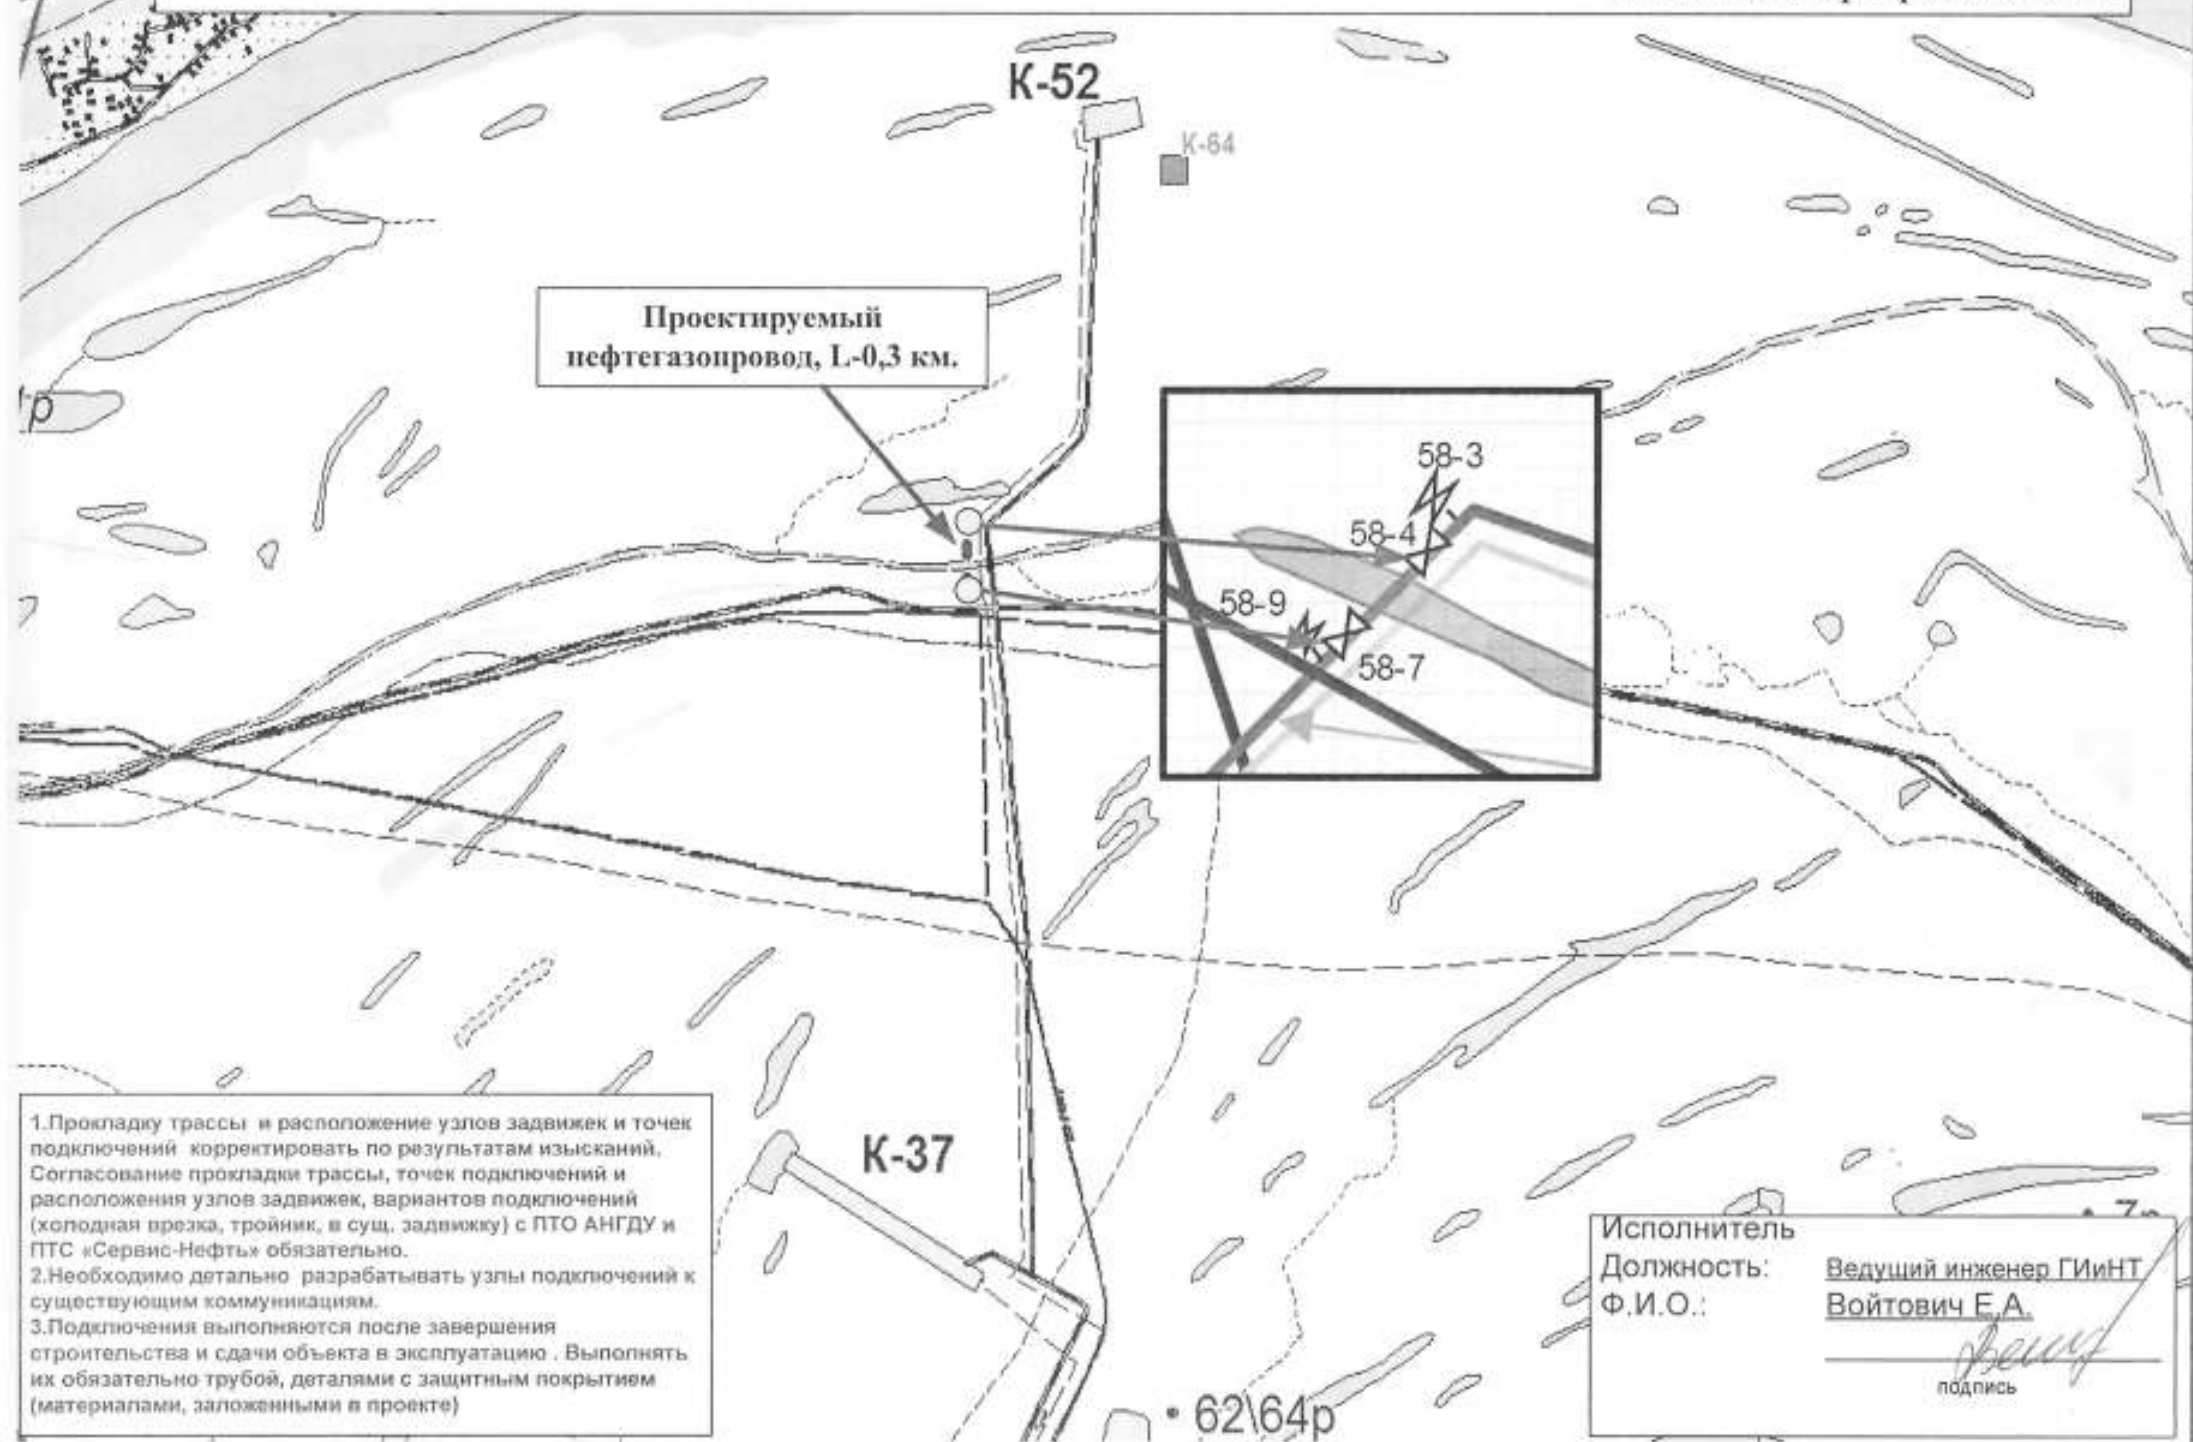 К-52
К-64
Проектируемый
нефтегазопровод, L-0,3 км.
р
58-3
58-4
58-9
58-7
1.Прокладку трассы и расположение узлов задвижек и точек
подключений корректировать по результатам изысканий.
Согласование прокладки трассы, точек подключений и
расположения узлов задвижек, вариантов подключений
(холодная врезка, тройник, в сущ. задвижку) с ПТО АНГДУ и
ПТС «Сервис-Нефть» обязательно.
2.Необходимо детально разрабатывать узлы подключений к
существующим коммуникациям.
3.Подключения выполняются после завершения
строительства и сдачи объекта в эксплуатацию . Выполнять
их обязательно трубой, деталями с защитным покрытием
(материалами, заложенными в проекте)
К-37
62\64р
Исполнитель
Должность: Ведущий инженер ГИиНТ
Ф.И.О.: Войтович Е.А.
подпись